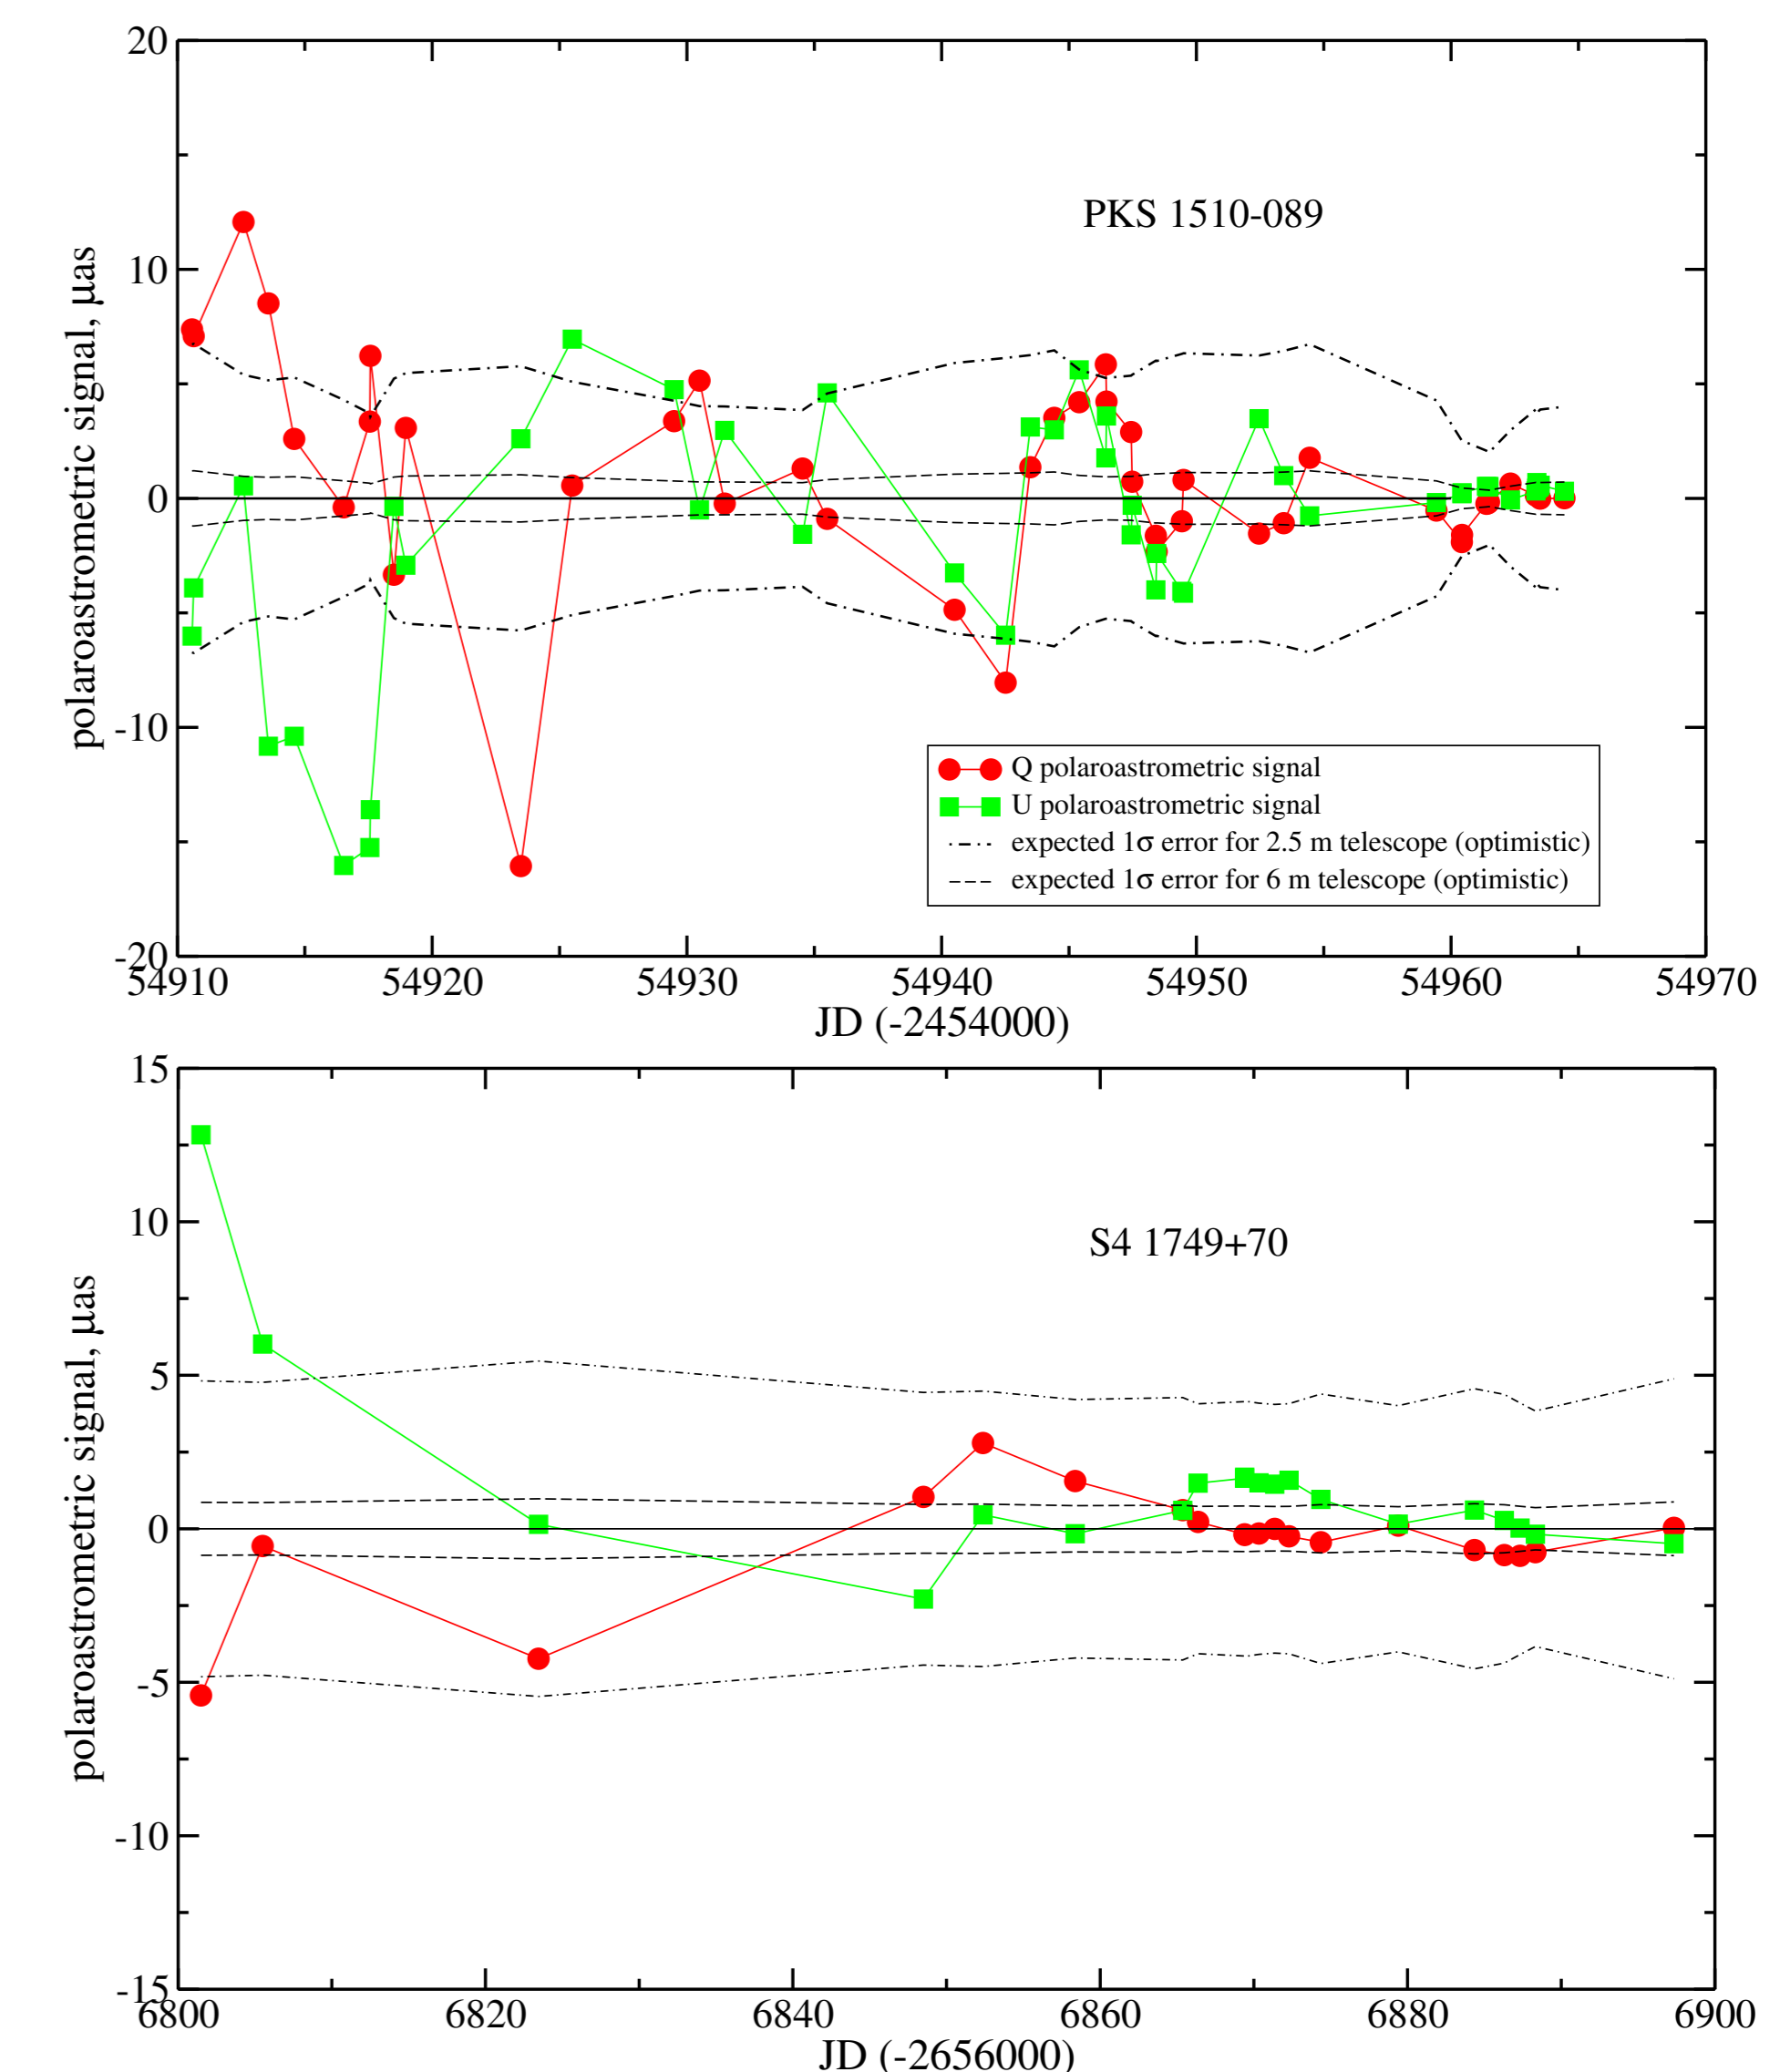 20
10
0
-10
-20
polaroastrometric signal, μas
PKS 1510-089
Q polaroastrometric signal
U polaroastrometric signal
expected 1σ error for 2.5 m telescope (optimistic)
expected 1σ error for 6 m telescope (optimistic)
54910 54920 54930 54940 54950 54960 54970
JD (-2454000)
15
10
5
0
-5
-10
-15
polaroastrometric signal, μas
S4 1749+70
6800 6820 6840 6860 6880 6900
JD (-2656000)